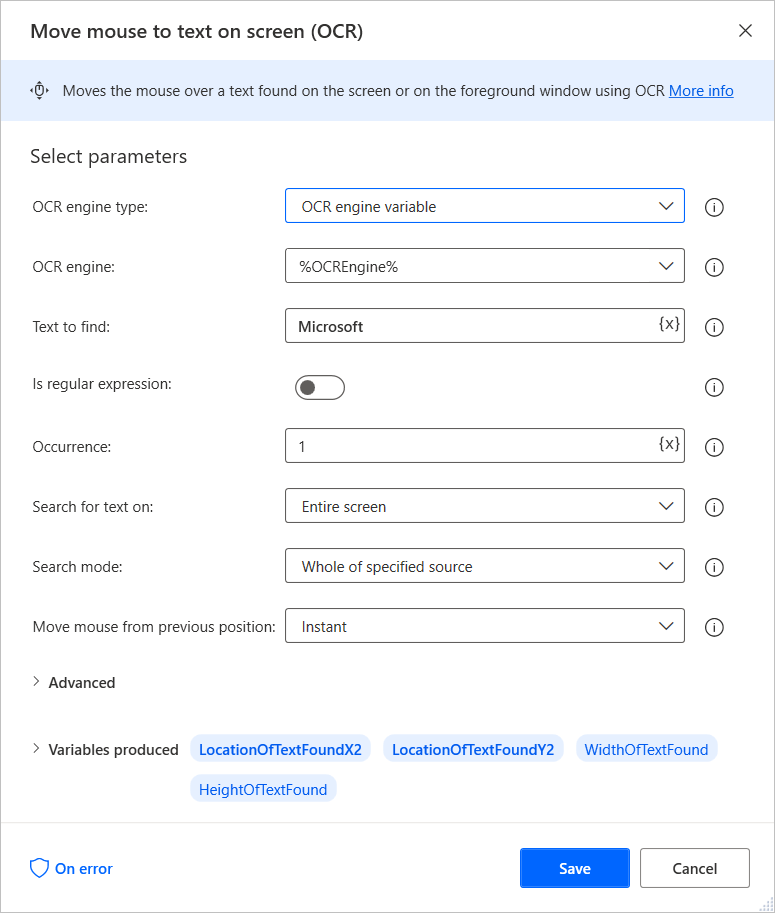 Move mouse to text on screen (OCR)
Moves the mouse over a text found on the screen or on the foreground window using OCR More info
Select parameters
OCR engine type: OCR engine variable
OCR engine: %OCREngine%
Text to find: Microsoft {x}
Is regular expression:
Occurrence: 1 {x}
Search for text on: Entire screen
Search mode: Whole of specified source
Move mouse from previous position: Instant
Advanced
Variables produced LocationOfTextFoundX2 LocationOfTextFoundY2 WidthOfTextFound
HeightOfTextFound
On error Save Cancel